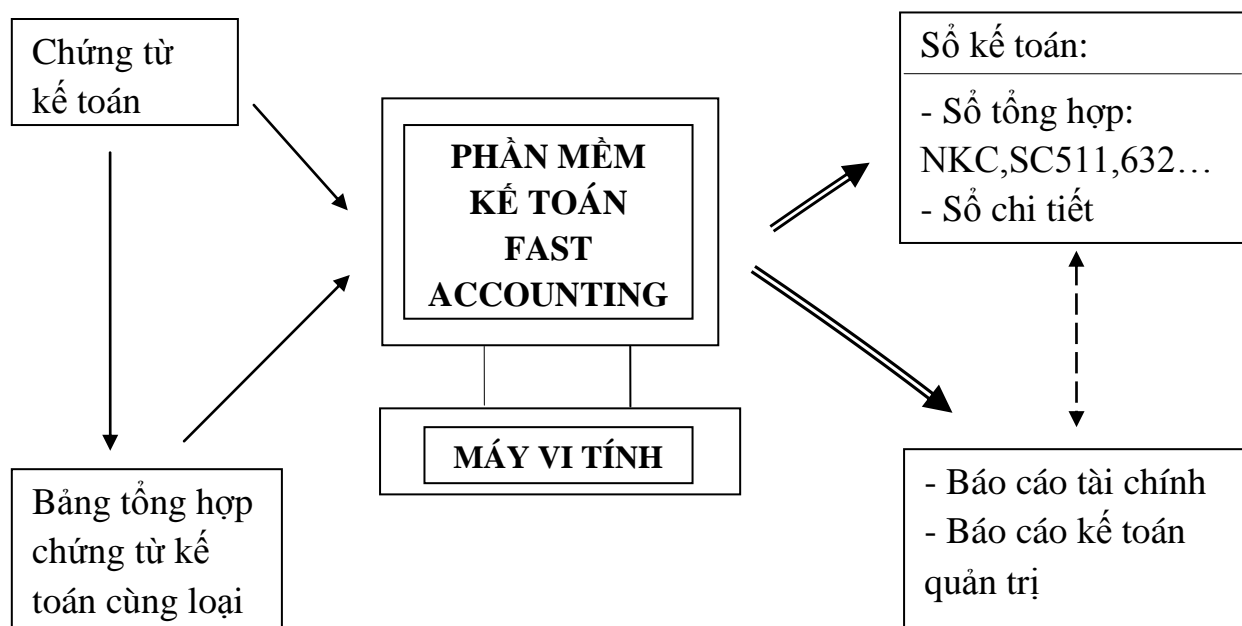 Chứng từ
kế toán
Bảng tổng hợp
chứng từ kế
toán cùng loại
PHẦN MỀM
KẾ TOÁN
FAST
ACCOUNTING
MÁY VI TÍNH
Sổ kế toán:
- Sổ tổng hợp:
NKC,SC511,632…
- Sổ chi tiết
- Báo cáo tài chính
- Báo cáo kế toán
quản trị